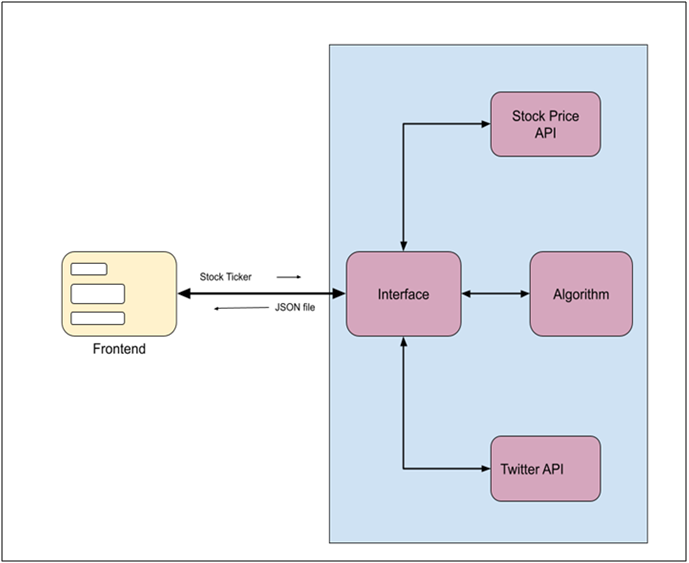 Stock Price
API
Stock Ticker
Interface
Algorithm
JSON file
Frontend
Twitter API